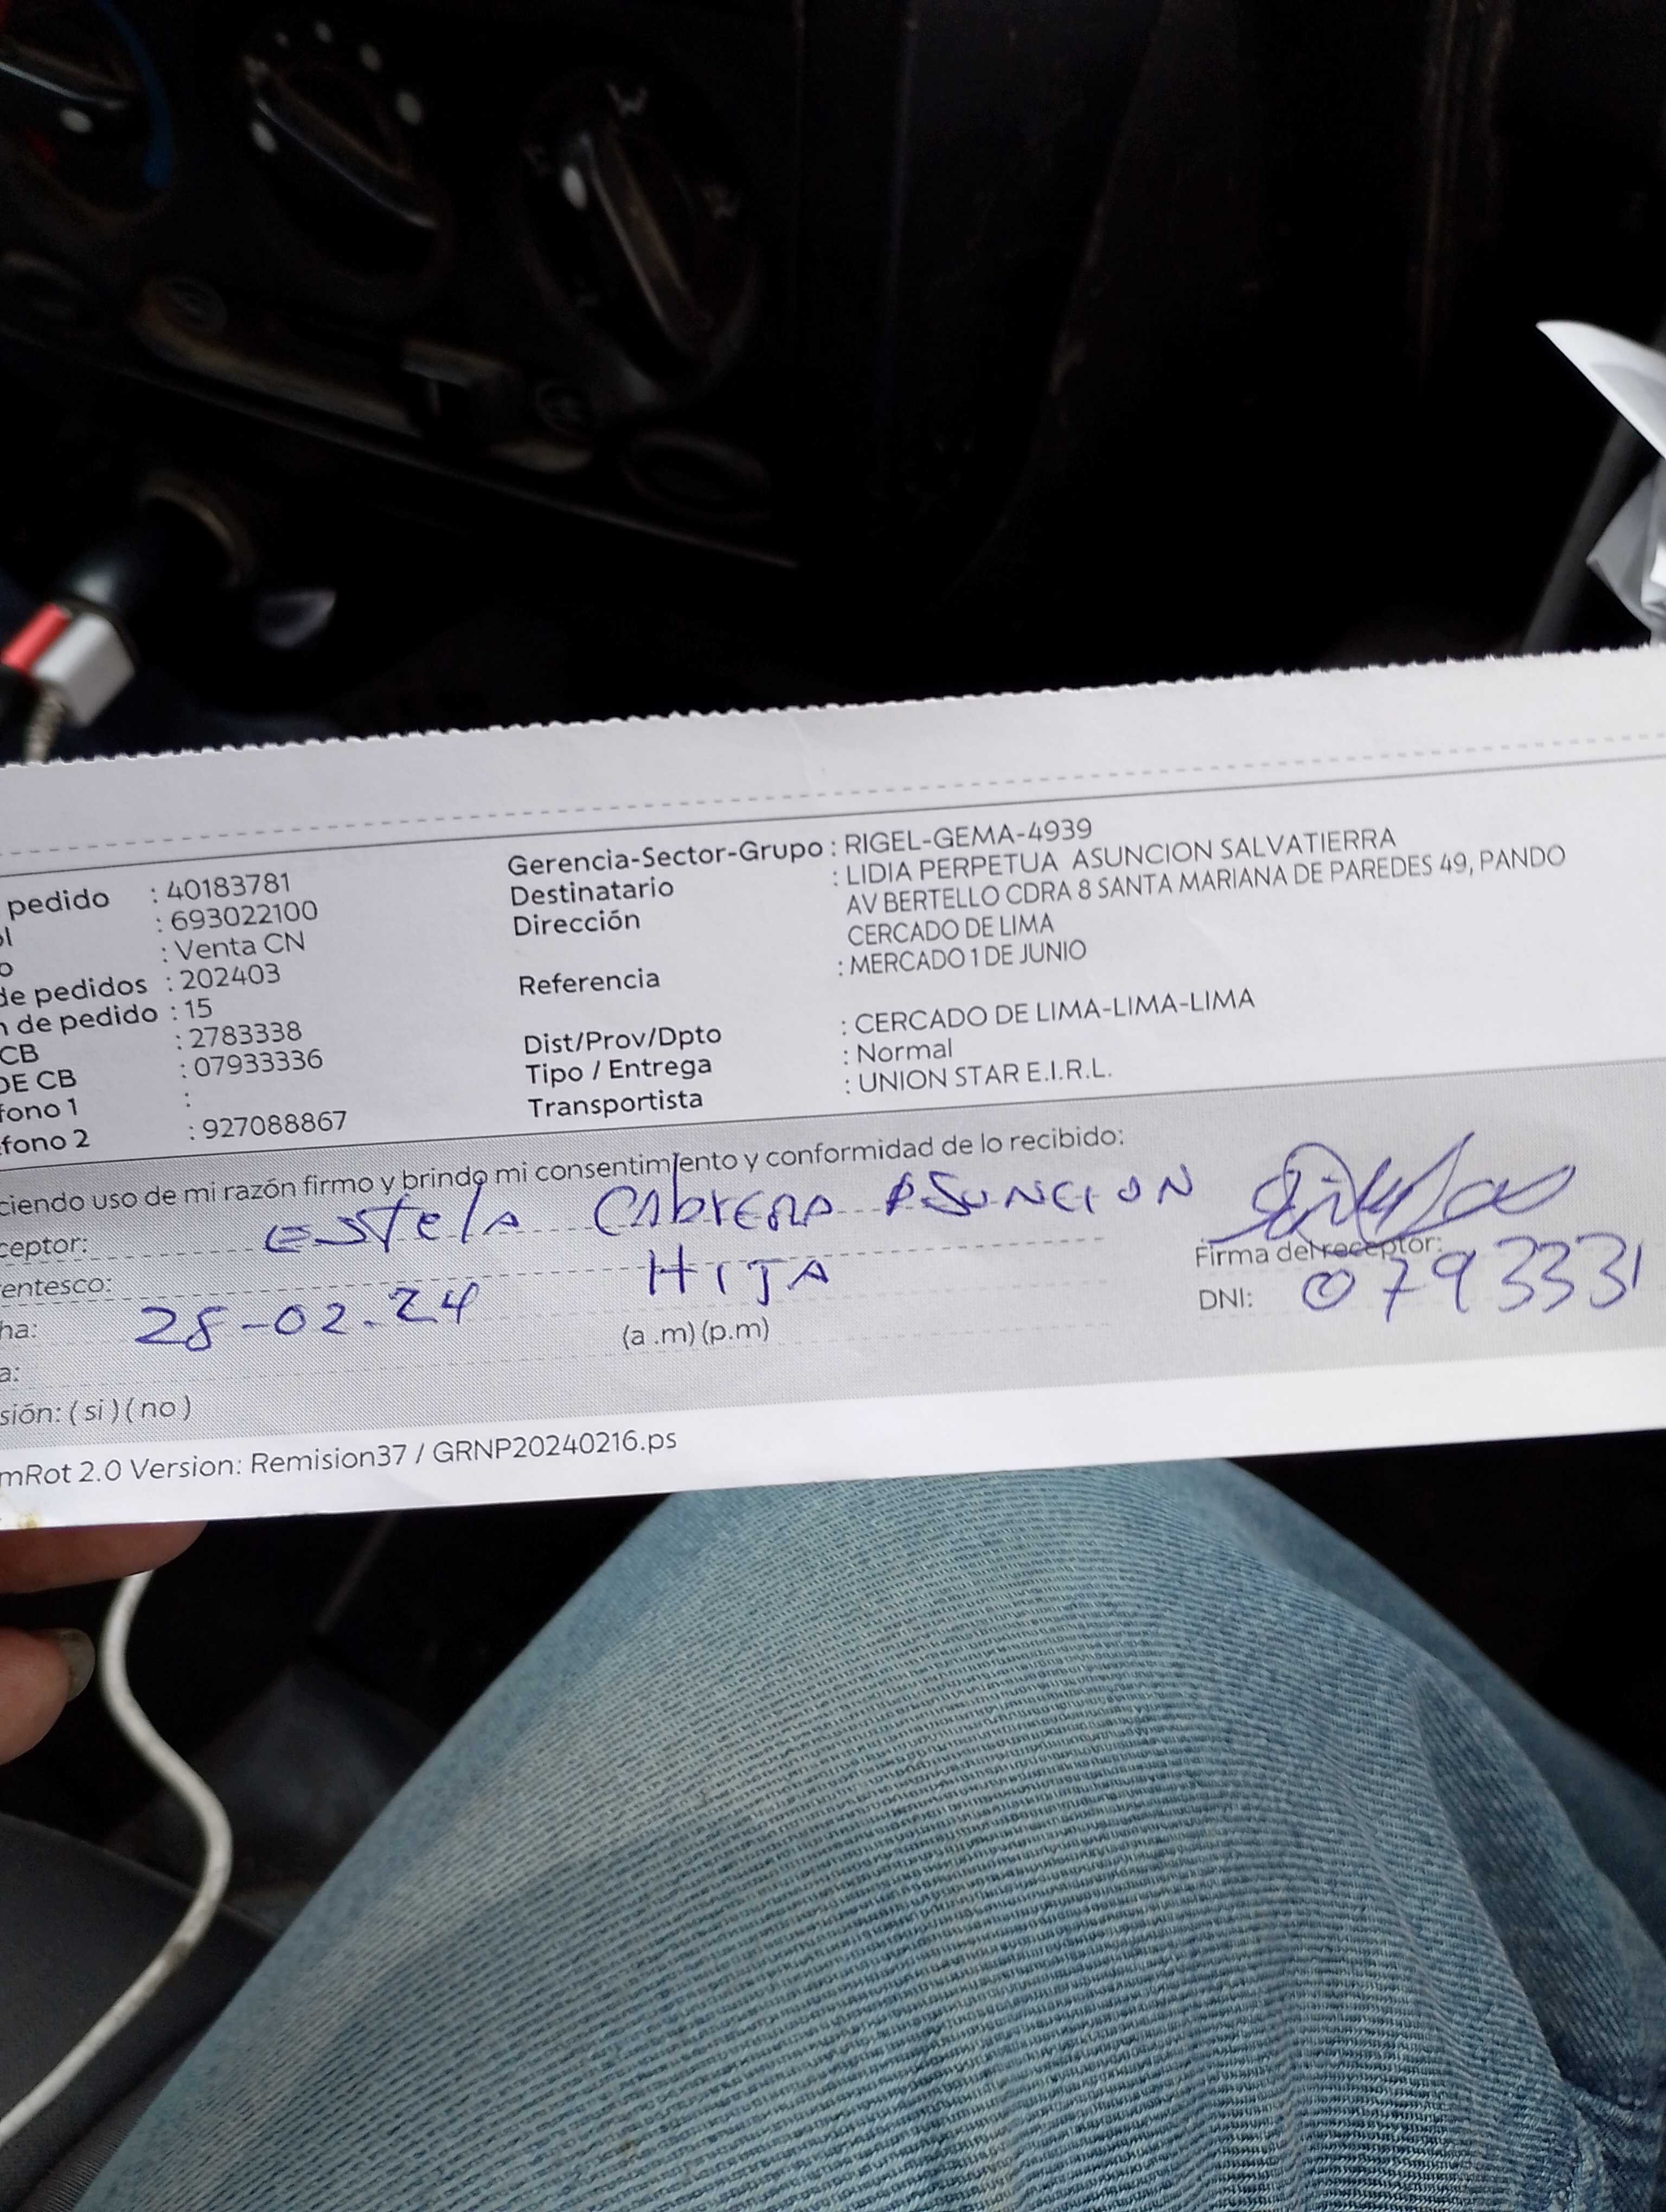 pedido : 40183781
: 693022100
: Venta CN
de pedidos : 202403
de pedido : 15
CB : 2783338
DE CB : 07933336
fono 1 :
fono 2 : 927088867
Gerencia-Sector-Grupo : RIGEL-GEMA-4939
Destinatario : LIDIA PERPETUA ASUNCION SALVATIERRA
Dirección AV BERTELLO CDRA 8 SANTA MARIANA DE PAREDES 49, PANDO
CERCADO DE LIMA
Referencia : MERCADO 1 DE JUNIO
Dist/Prov/Dpto : CERCADO DE LIMA-LIMA-LIMA
Tipo / Entrega : Normal
Transportista : UNION STAR E.I.R.L.
ciendo uso de mi razón firmo y brindo mi consentimiento y conformidad de lo recibido:
ceptor: Estela CAbrERA ASUNCION
entesco: HIJA
Firma del receptor:
ha: 28-02-24 (a .m) (p.m)
DNI: 0793331
a:
sión: ( si ) ( no )
mRot 2.0 Version: Remision37 / GRNP20240216.ps